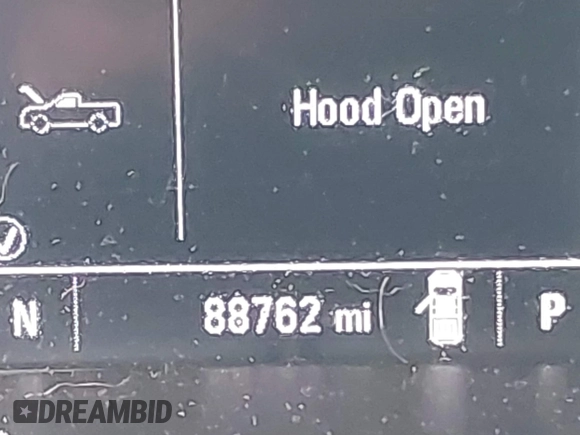 Hood Open
N 88762 mi P
DREAMBID